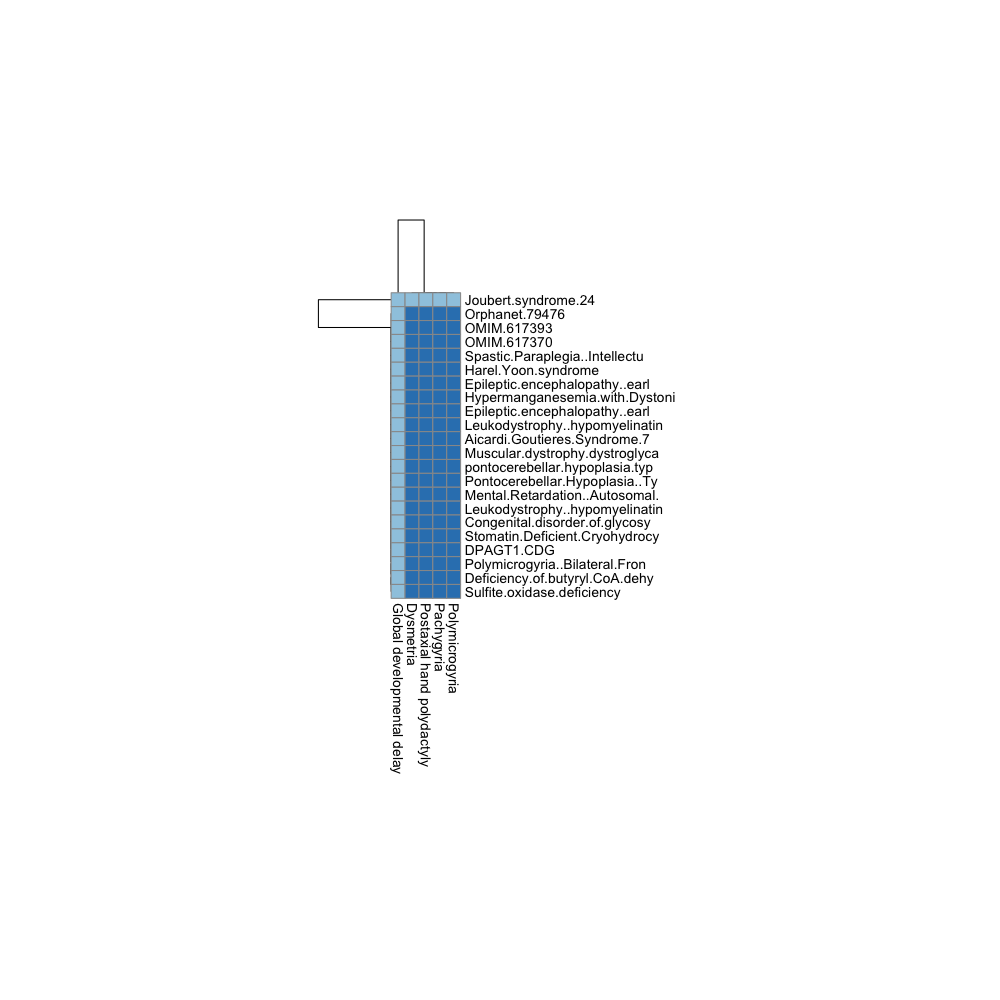 Joubert.syndrome.24
Orphanet.79476
OMIM.617393
OMIM.617370
Spastic.Paraplegia..Intellectu
Harel.Yoon.syndrome
Epileptic.encephalopathy..earl
Hypermanganesemia.with.Dystoni
Epileptic.encephalopathy..earl
Leukodystrophy..hypomyelinatin
Aicardi.Goutieres.Syndrome.7
Muscular.dystrophy.dystroglyca
pontocerebellar.hypoplasia.typ
Pontocerebellar.Hypoplasia..Ty
Mental.Retardation..Autosomal.
Leukodystrophy..hypomyelinatin
Congenital.disorder.of.glycosy
Stomatin.Deficient.Cryohydrocy
DPAGT1.CDG
Polymicrogyria..Bilateral.Fron
Deficiency.of.butyryl.CoA.dehy
Sulfite.oxidase.deficiency
Global developmental delay
Dysmetria
Postaxial hand polydactyly
Pachygyria
Polymicrogyria